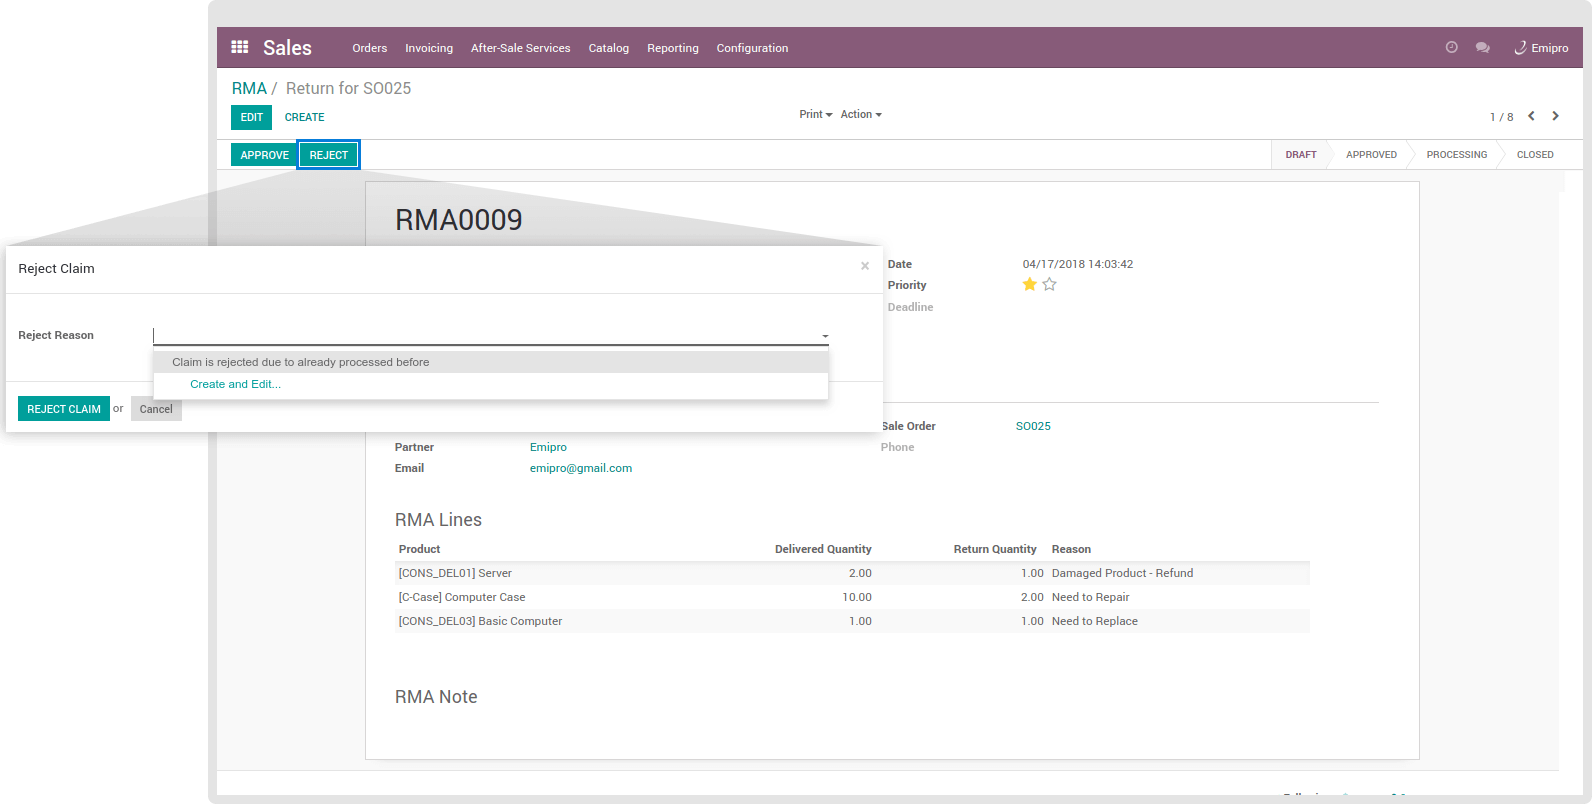 Sales Orders Invoicing After-Sale Services Catalog Reporting Configuration Emipro
RMA / Return for SO025
EDIT CREATE Print Action 1 / 8
APPROVE REJECT DRAFT APPROVED PROCESSING CLOSED
RMA0009
Reject Claim ×
Reject Reason
Claim is rejected due to already processed before
Create and Edit...
REJECT CLAIM or Cancel
Date 04/17/2018 14:03:42
Priority
Deadline
Sale Order SO025
Partner Emipro Phone
Email emipro@gmail.com
RMA Lines
Product Delivered Quantity Return Quantity Reason
[CONS_DEL01] Server 2.00 1.00 Damaged Product - Refund
[C-Case] Computer Case 10.00 2.00 Need to Repair
[CONS_DEL03] Basic Computer 1.00 1.00 Need to Replace
RMA Note